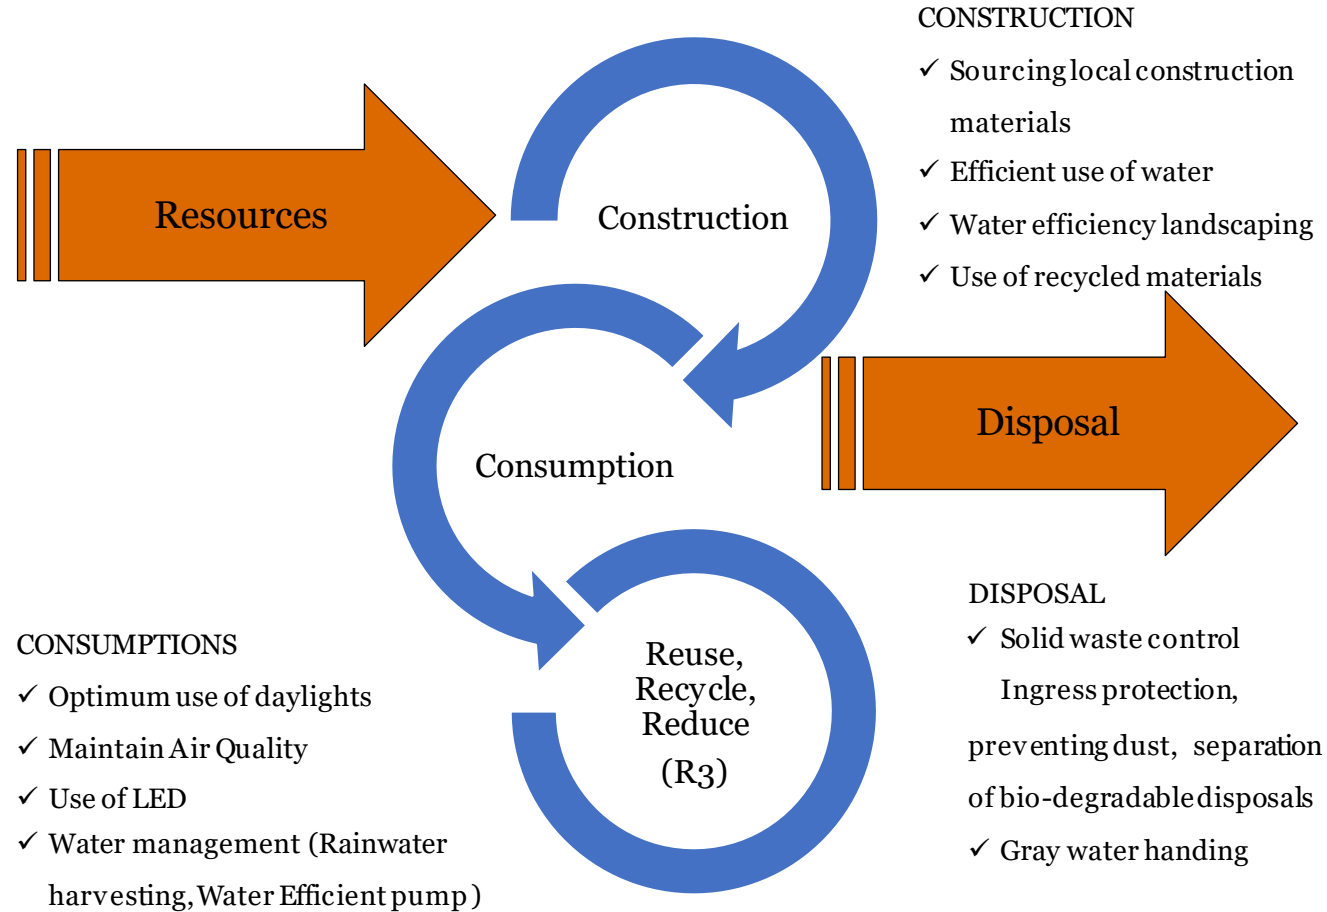 CONSTRUCTION
✓ Sourcing local construction
materials
✓ Efficient use of water
✓ Water efficiency landscaping
✓ Use of recycled materials
Resources
Construction
Disposal
Consumption
Reuse,
Recycle,
Reduce
(R3)
CONSUMPTIONS
✓ Optimum use of daylights
✓ Maintain Air Quality
✓ Use of LED
✓ Water management (Rainwater
harvesting, Water Efficient pump)
DISPOSAL
✓ Solid waste control
Ingress protection,
preventing dust, separation
of bio-degradable disposals
✓ Gray water handing